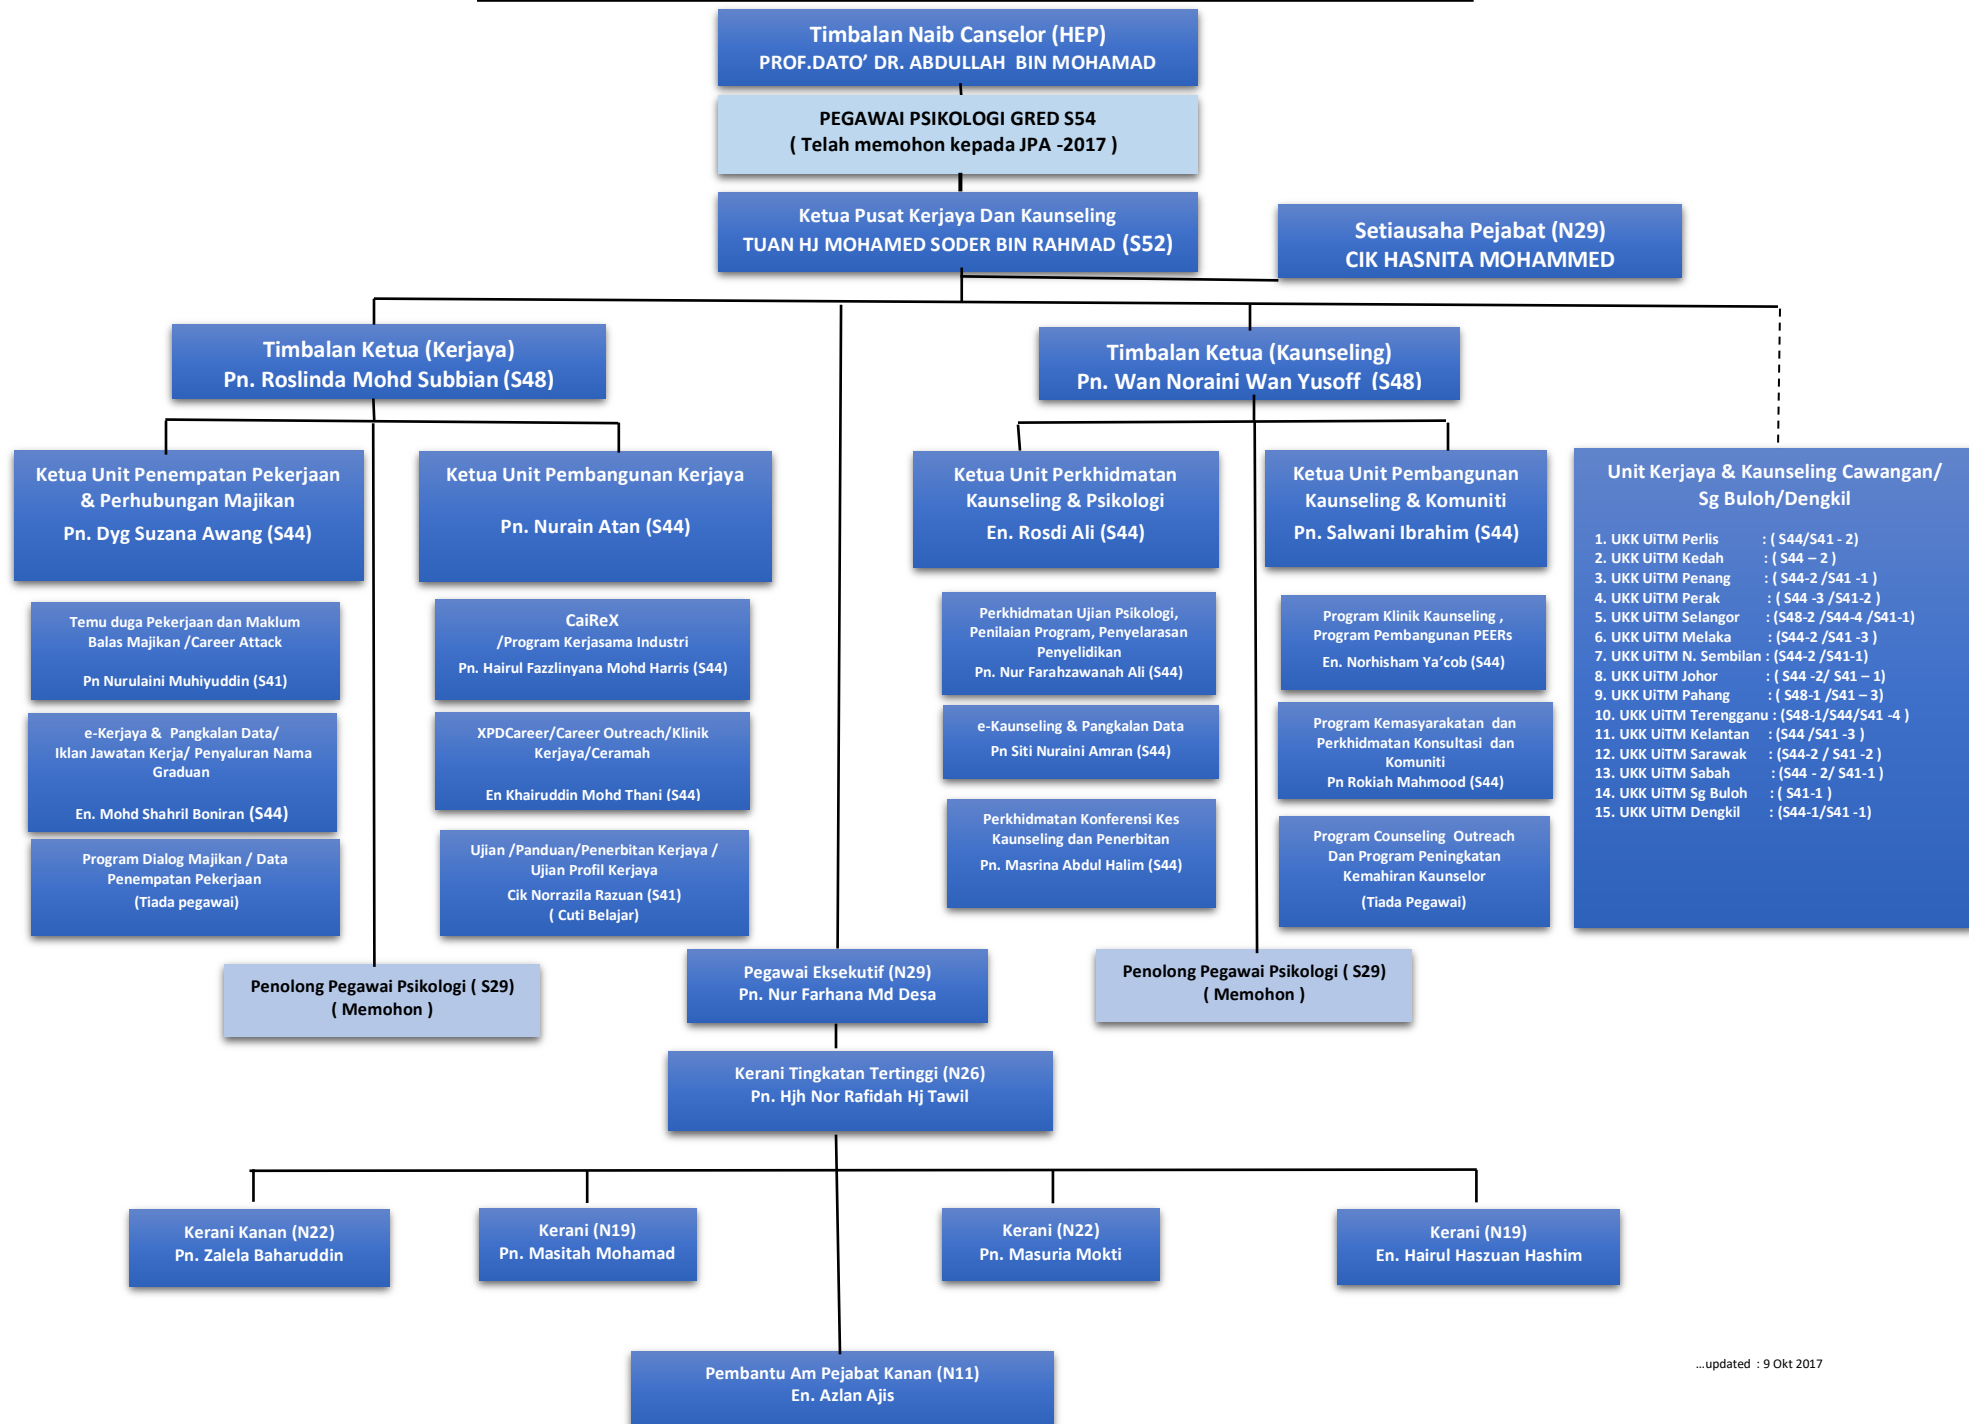 Timbalan Naib Canselor (HEP)
PROF.DATO’ DR. ABDULLAH BIN MOHAMAD
PEGAWAI PSIKOLOGI GRED S54
( Telah memohon kepada JPA -2017 )
Ketua Pusat Kerjaya Dan Kaunseling
TUAN HJ MOHAMED SODER BIN RAHMAD (S52)
Setiausaha Pejabat (N29)
CIK HASNITA MOHAMMED
Timbalan Ketua (Kerjaya)
Pn. Roslinda Mohd Subbian (S48)
Timbalan Ketua (Kaunseling)
Pn. Wan Noraini Wan Yusoff (S48)
Ketua Unit Penempatan Pekerjaan
& Perhubungan Majikan
Pn. Dyg Suzana Awang (S44)
Ketua Unit Pembangunan Kerjaya
Pn. Nurain Atan (S44)
Ketua Unit Perkhidmatan
Kaunseling & Psikologi
En. Rosdi Ali (S44)
Ketua Unit Pembangunan
Kaunseling & Komuniti
Pn. Salwani Ibrahim (S44)
Unit Kerjaya & Kaunseling Cawangan/
Sg Buloh/Dengkil
1. UKK UiTM Perlis : ( S44/S41 - 2)
2. UKK UiTM Kedah : ( S44 – 2 )
3. UKK UiTM Penang : ( S44-2 /S41 -1 )
4. UKK UiTM Perak : ( S44 -3 /S41-2 )
5. UKK UiTM Selangor : (S48-2 /S44-4 /S41-1)
6. UKK UiTM Melaka : (S44-2 /S41 -3 )
7. UKK UiTM N. Sembilan : (S44-2 /S41-1)
8. UKK UiTM Johor : ( S44 -2/ S41 – 1)
9. UKK UiTM Pahang : ( S48-1 /S41 – 3)
10. UKK UiTM Terengganu : (S48-1/S44/S41 -4 )
11. UKK UiTM Kelantan : (S44 /S41 -3 )
12. UKK UiTM Sarawak : (S44-2 / S41 -2 )
13. UKK UiTM Sabah : (S44 - 2/ S41-1 )
14. UKK UiTM Sg Buloh : ( S41-1 )
15. UKK UiTM Dengkil : (S44-1/S41 -1)
Temu duga Pekerjaan dan Maklum
Balas Majikan /Career Attack
Pn Nurulaini Muhiyuddin (S41)
e-Kerjaya & Pangkalan Data/
Iklan Jawatan Kerja/ Penyaluran Nama
Graduan
En. Mohd Shahril Boniran (S44)
Program Dialog Majikan / Data
Penempatan Pekerjaan
(Tiada pegawai)
CaiReX
/Program Kerjasama Industri
Pn. Hairul Fazzlinyana Mohd Harris (S44)
XPDCareer/Career Outreach/Klinik
Kerjaya/Ceramah
En Khairuddin Mohd Thani (S44)
Ujian /Panduan/Penerbitan Kerjaya /
Ujian Profil Kerjaya
Cik Norrazila Razuan (S41)
( Cuti Belajar)
Perkhidmatan Ujian Psikologi,
Penilaian Program, Penyelarasan
Penyelidikan
Pn. Nur Farahzawanah Ali (S44)
e-Kaunseling & Pangkalan Data
Pn Siti Nuraini Amran (S44)
Perkhidmatan Konferensi Kes
Kaunseling dan Penerbitan
Pn. Masrina Abdul Halim (S44)
Program Klinik Kaunseling ,
Program Pembangunan PEERs
En. Norhisham Ya’cob (S44)
Program Kemasyarakatan dan
Perkhidmatan Konsultasi dan
Komuniti
Pn Rokiah Mahmood (S44)
Program Counseling Outreach
Dan Program Peningkatan
Kemahiran Kaunselor
(Tiada Pegawai)
Penolong Pegawai Psikologi ( S29)
( Memohon )
Pegawai Eksekutif (N29)
Pn. Nur Farhana Md Desa
Penolong Pegawai Psikologi ( S29)
( Memohon )
Kerani Tingkatan Tertinggi (N26)
Pn. Hjh Nor Rafidah Hj Tawil
Kerani Kanan (N22)
Pn. Zalela Baharuddin
Kerani (N19)
Pn. Masitah Mohamad
Kerani (N22)
Pn. Masuria Mokti
Kerani (N19)
En. Hairul Haszuan Hashim
Pembantu Am Pejabat Kanan (N11)
En. Azlan Ajis
...updated : 9 Okt 2017